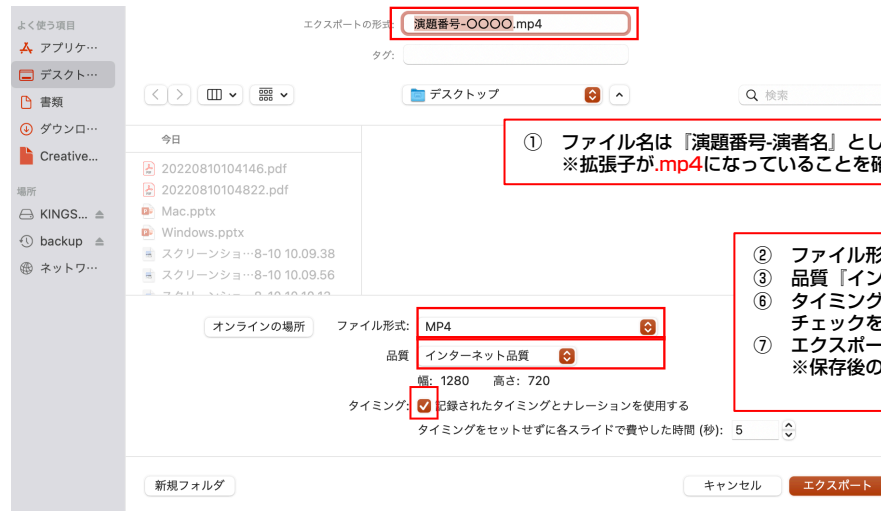 よく使う項目
アプリケ…
デスクト…
書類
ダウンロ…
Creative...
場所
KINGS...
backup
ネットワ…
エクスポートの形式:
演題番号-〇〇〇〇.mp4
タグ:
デスクトップ
検索
今日
20220810104146.pdf
20220810104822.pdf
Mac.pptx
Windows.pptx
スクリーンショ…8-10 10.09.38
スクリーンショ…8-10 10.09.56
① ファイル名は『演題番号-演者名』とし
※拡張子が.mp4になっていることを確
② ファイル形
③ 品質『イン
⑥ タイミング
チェックを
⑦ エクスポー
※保存後の
オンラインの場所
ファイル形式: MP4
品質 インターネット品質
幅: 1280 高さ: 720
タイミング: 記録されたタイミングとナレーションを使用する
タイミングをセットせずに各スライドで費やした時間 (秒): 5
新規フォルダ
キャンセル
エクスポート